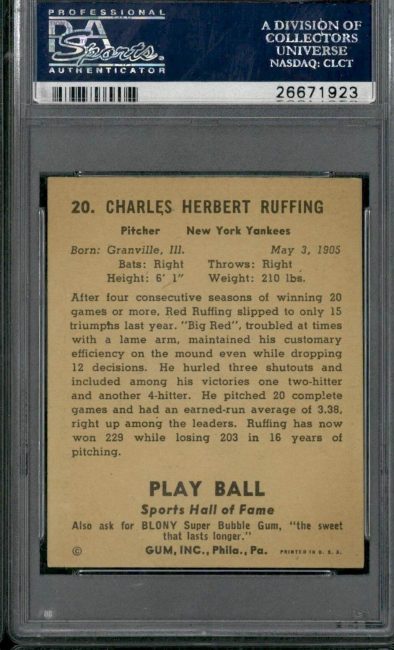 PROFESSIONAL
PSA
Sports
AUTHENTICATOR
A DIVISION OF
COLLECTORS
UNIVERSE
NASDAQ: CLCT
26671923
20. CHARLES HERBERT RUFFING
Pitcher New York Yankees
Born: Granville, Ill. May 3, 1905
Bats: Right Throws: Right
Height: 6' 1" Weight: 210 lbs.
After four consecutive seasons of winning 20
games or more, Red Ruffing slipped to only 15
triumphs last year. "Big Red", troubled at times
with a lame arm, maintained his customary
efficiency on the mound even while dropping
12 decisions. He hurled three shutouts and
included among his victories one two-hitter
and another 4-hitter. He pitched 20 complete
games and had an earned-run average of 3.38,
right up among the leaders. Ruffing has now
won 229 while losing 203 in 16 years of
pitching.
PLAY BALL
Sports Hall of Fame
Also ask for BLONY Super Bubble Gum, "the sweet
that lasts longer."
© GUM, INC., Phila., Pa. PRINTED IN U. S. A.